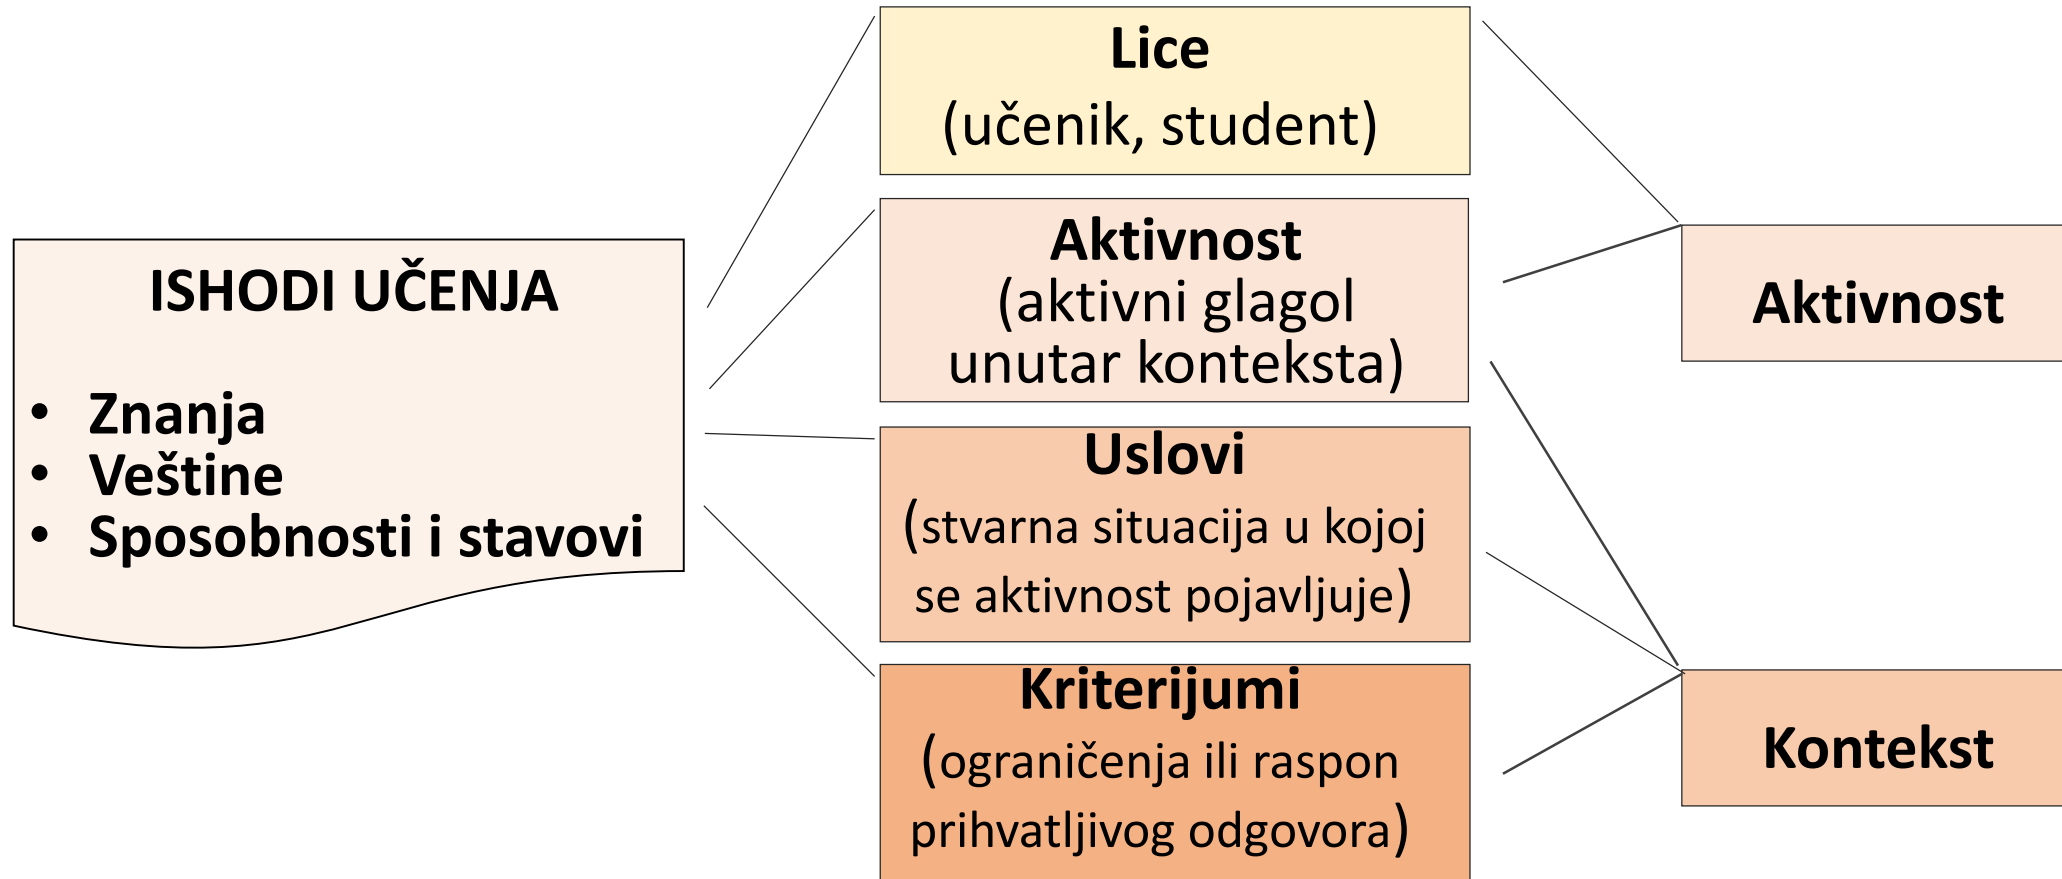 ISHODI UČENJA
• Znanja
• Veštine
• Sposobnosti i stavovi
Lice
(učenik, student)
Aktivnost
(aktivni glagol
unutar konteksta)
Uslovi
(stvarna situacija u kojoj
se aktivnost pojavljuje)
Kriterijumi
(ograničenja ili raspon
prihvatljivog odgovora)
Aktivnost
Kontekst